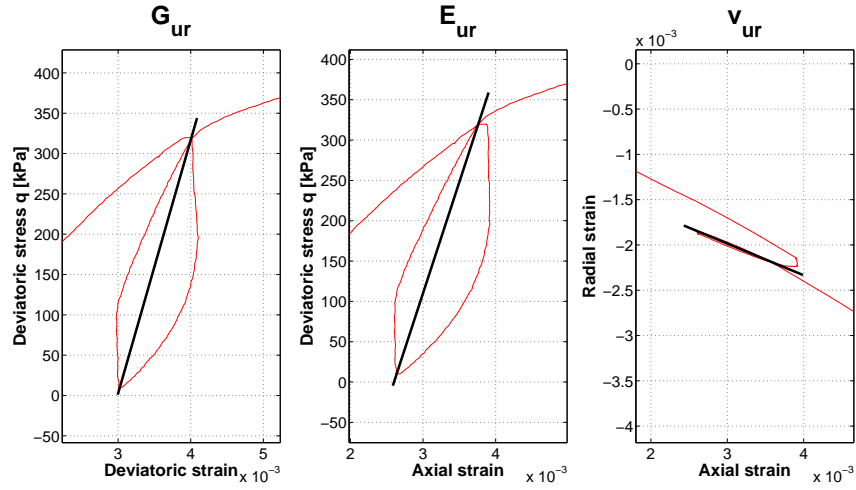 G_ur
E_ur
v_ur
x 10^−3
400
350
300
250
200
150
100
50
0
−50
Deviatoric stress q [kPa]
3
4
5
Deviatoric strain
x 10^−3
400
350
300
250
200
150
100
50
0
−50
Deviatoric stress q [kPa]
2
3
4
Axial strain
x 10^−3
0
−0.5
−1
−1.5
−2
−2.5
−3
−3.5
−4
Radial strain
2
3
4
Axial strain
x 10^−3